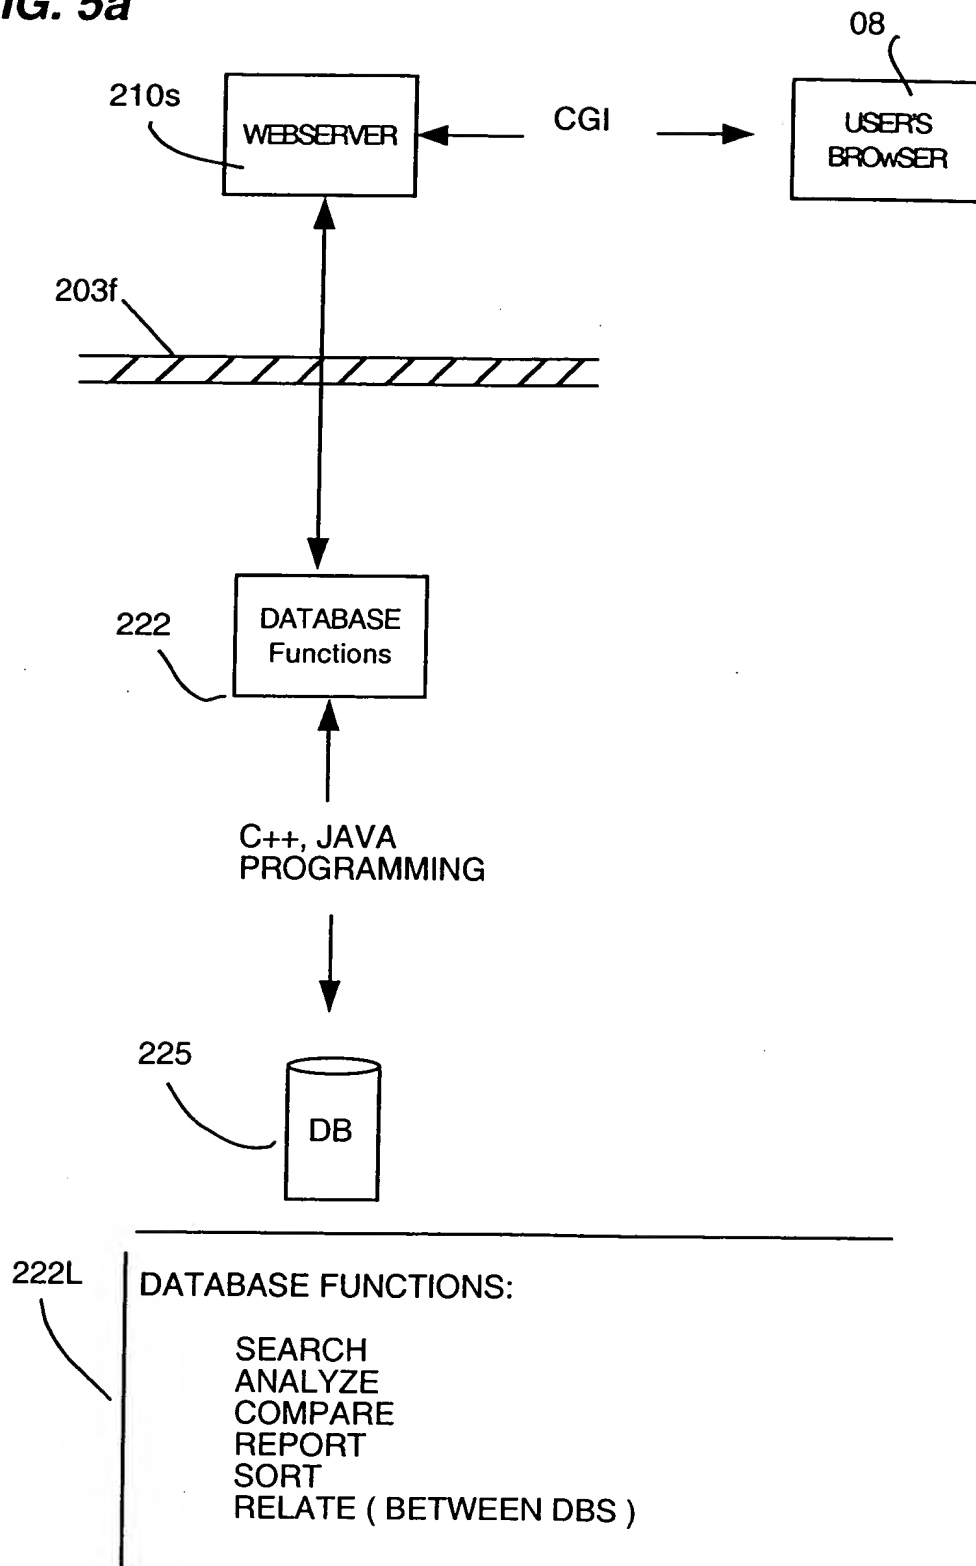 IG. 5a
08
210s
WEBSERVER
CGI
USER'S
BROwSER
203f
222
DATABASE
Functions
C++, JAVA
PROGRAMMING
225
DB
222L
DATABASE FUNCTIONS:
SEARCH
ANALYZE
COMPARE
REPORT
SORT
RELATE ( BETWEEN DBS )